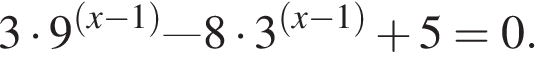 3 · 9^{(x−1)}—8 · 3^{(x−1)} + 5 = 0.